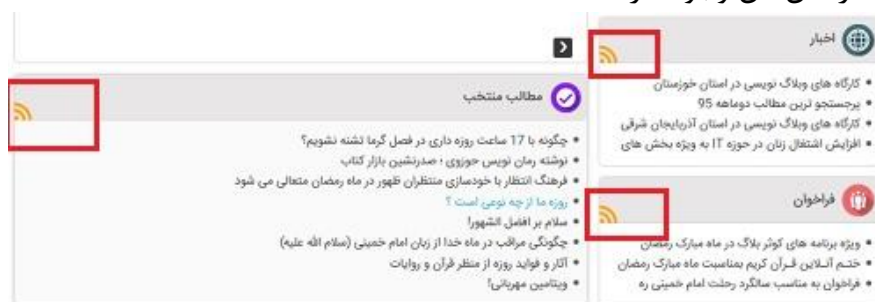 اخبار
کارگاه های وبلاگ نویسی در استان خوزستان
پرجستجو ترین مطالب دوماهه 95
کارگاه های وبلاگ نویسی در استان آذربایجان شرقی
افزایش اشتغال زنان در حوزه IT به ویژه بخش های
فراخوان
ویژه برنامه های کوثر بلاگ در ماه مبارک رمضان
ختـم آنـلاین قـرآن کریم بمناسبت ماه مبارک رمضان
فراخوان به مناسب سالگرد رحلت امام خمینی ره
مطالب منتخب
چگونه با 17 ساعت روزه داری در فصل گرما تشنه نشویم؟
نوشته رمان نویس حوزوی ؛ صدرنشین بازار کتاب
فرهنگ انتظار با خودسازی منتظران ظهور در ماه رمضان متعالی می شود
روزه ما از چه نوعی است ؟
سلام بر افضل الشهور!
چگونگی مراقب در ماه خدا از زبان امام خمینی (سلام الله علیه)
آثار و فواید روزه از منظر قرآن و روایات
ویتامین مهربانی!